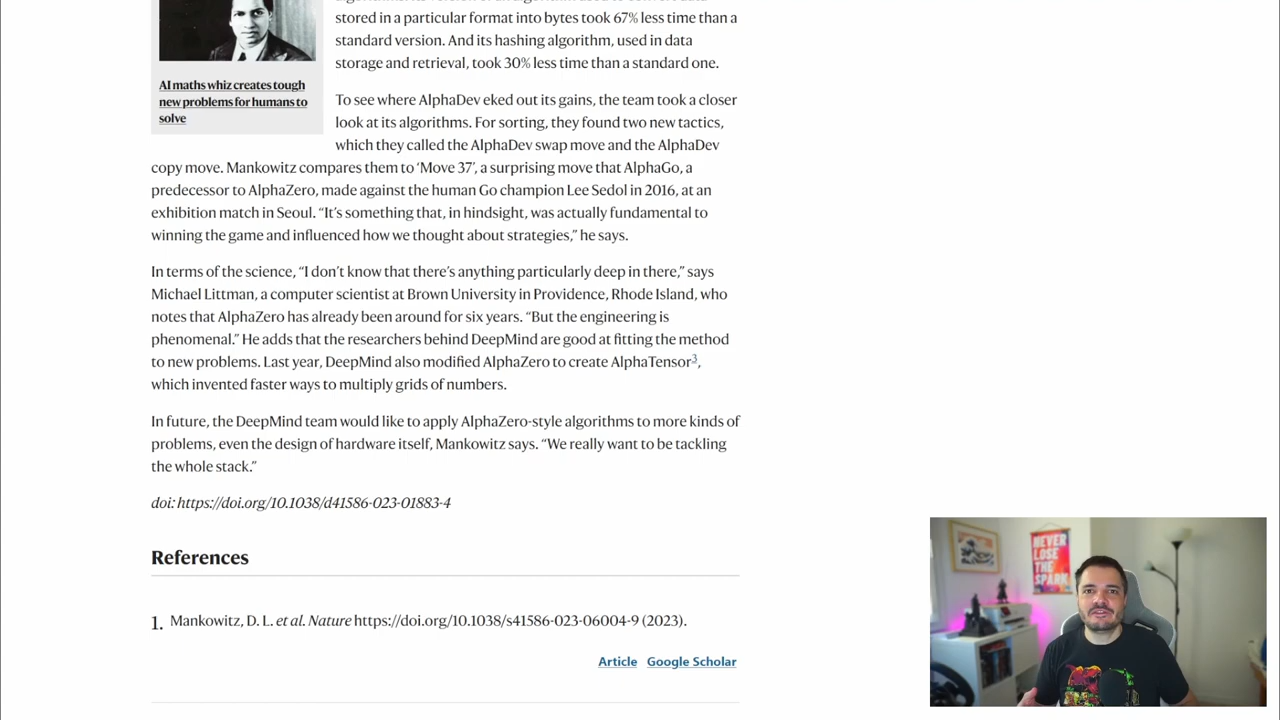 stored in a particular format into bytes took 67% less time than a
standard version. And its hashing algorithm, used in data
storage and retrieval, took 30% less time than a standard one.
AI maths whiz creates tough
new problems for humans to
solve
To see where AlphaDev eked out its gains, the team took a closer
look at its algorithms. For sorting, they found two new tactics,
which they called the AlphaDev swap move and the AlphaDev
copy move. Mankowitz compares them to ‘Move 37’, a surprising move that AlphaGo, a
predecessor to AlphaZero, made against the human Go champion Lee Sedol in 2016, at an
exhibition match in Seoul. “It’s something that, in hindsight, was actually fundamental to
winning the game and influenced how we thought about strategies,” he says.
In terms of the science, “I don’t know that there’s anything particularly deep in there,” says
Michael Littman, a computer scientist at Brown University in Providence, Rhode Island, who
notes that AlphaZero has already been around for six years. “But the engineering is
phenomenal.” He adds that the researchers behind DeepMind are good at fitting the method
to new problems. Last year, DeepMind also modified AlphaZero to create AlphaTensor3,
which invented faster ways to multiply grids of numbers.
In future, the DeepMind team would like to apply AlphaZero-style algorithms to more kinds of
problems, even the design of hardware itself, Mankowitz says. “We really want to be tackling
the whole stack.”
doi: https://doi.org/10.1038/d41586-023-01883-4
References
1. Mankowitz, D. L. et al. Nature https://doi.org/10.1038/s41586-023-06004-9 (2023).
Article Google Scholar
NEVER
LOSE
THE
SPARK